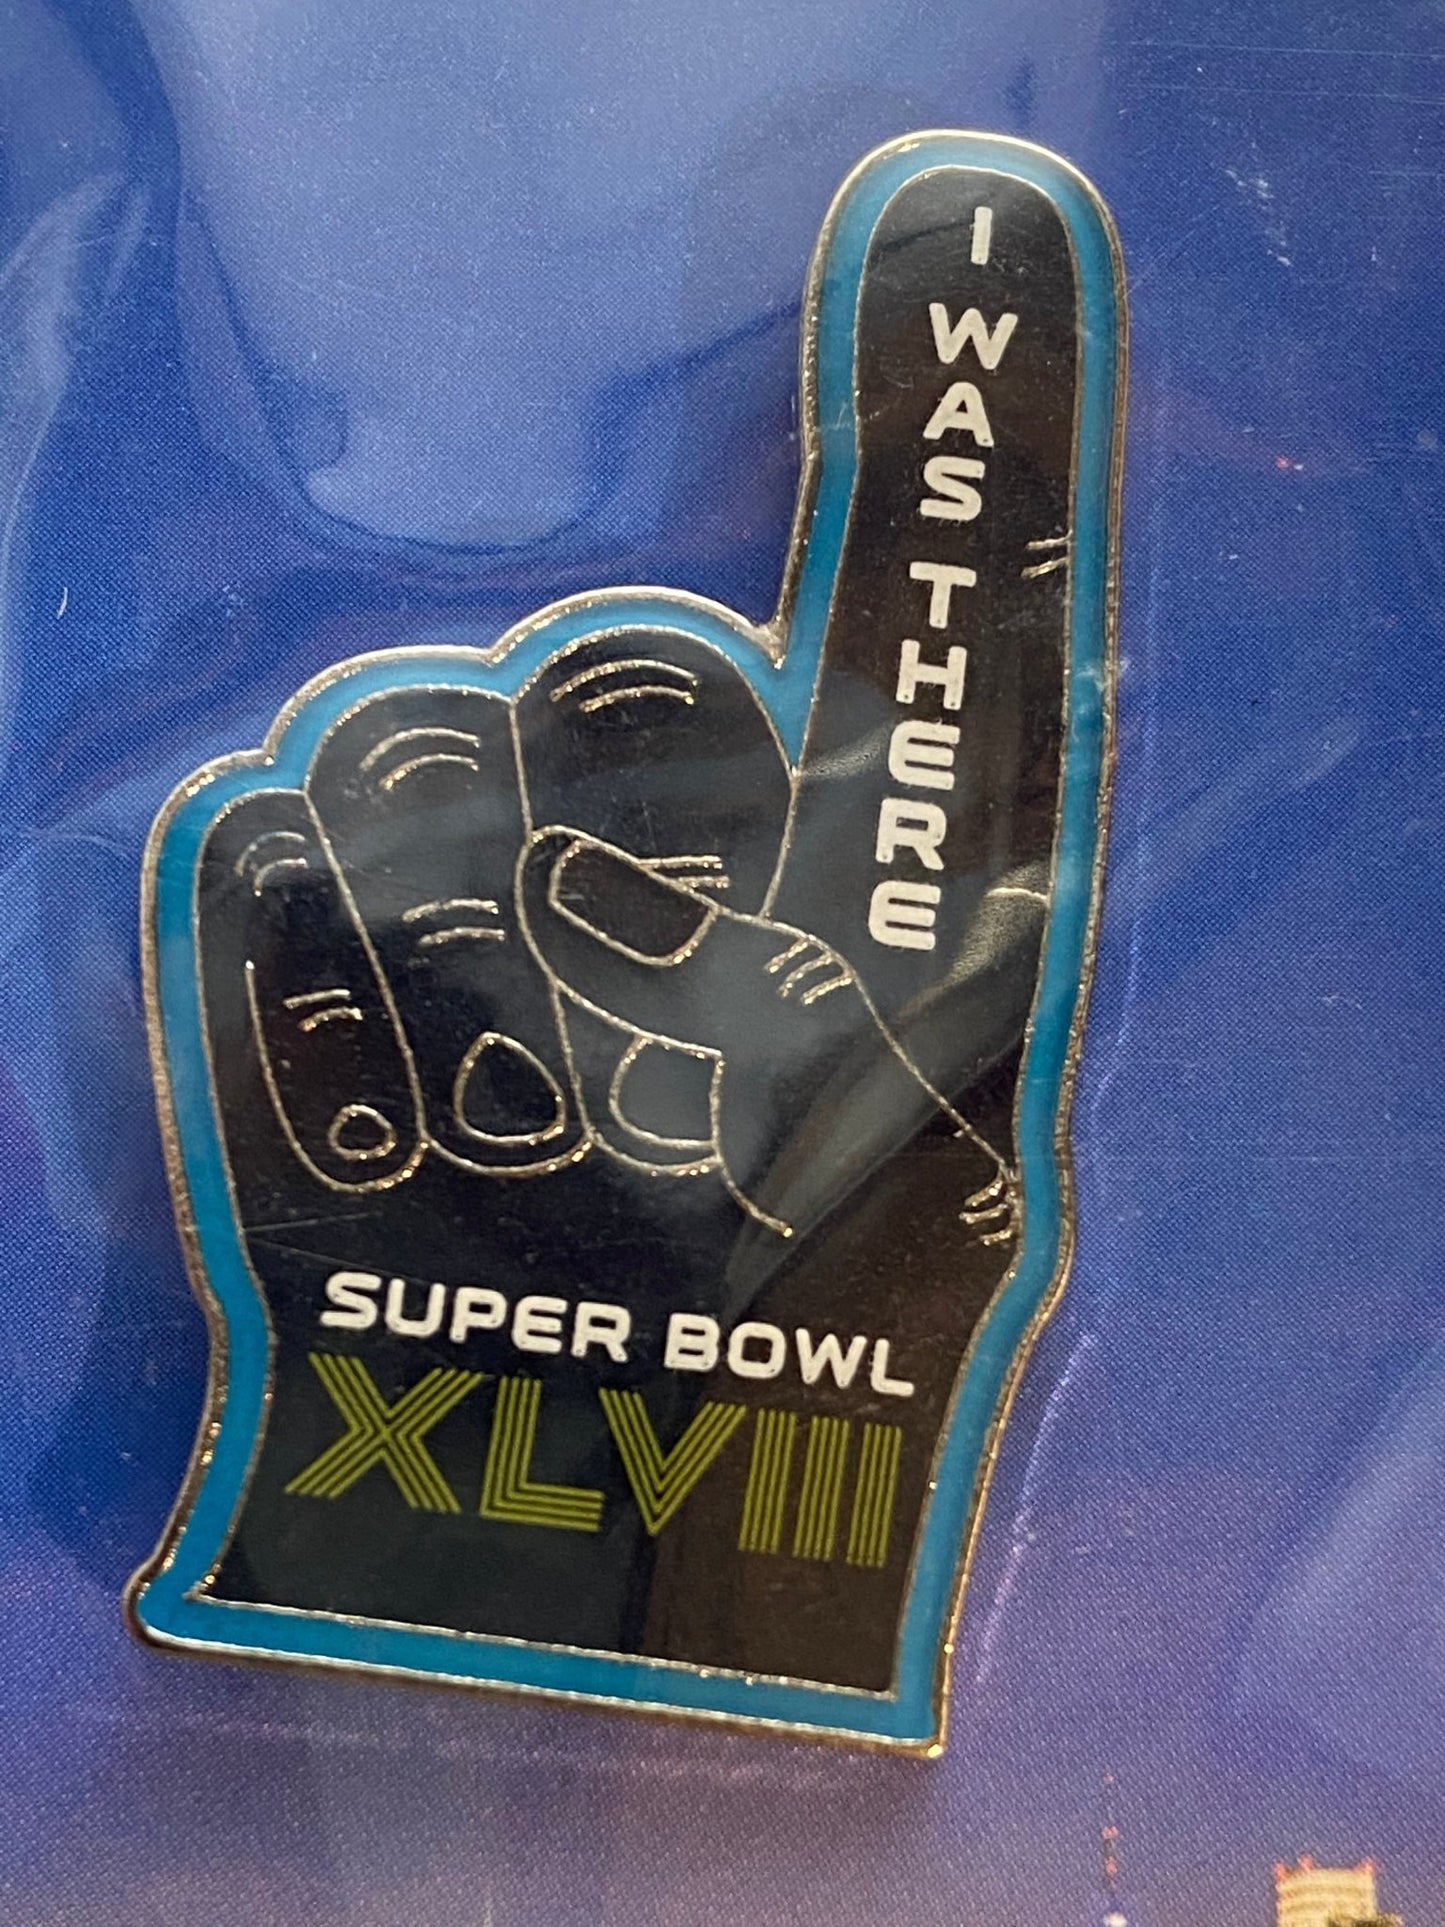 I WAS THERE
SUPER BOWL
XLVIII